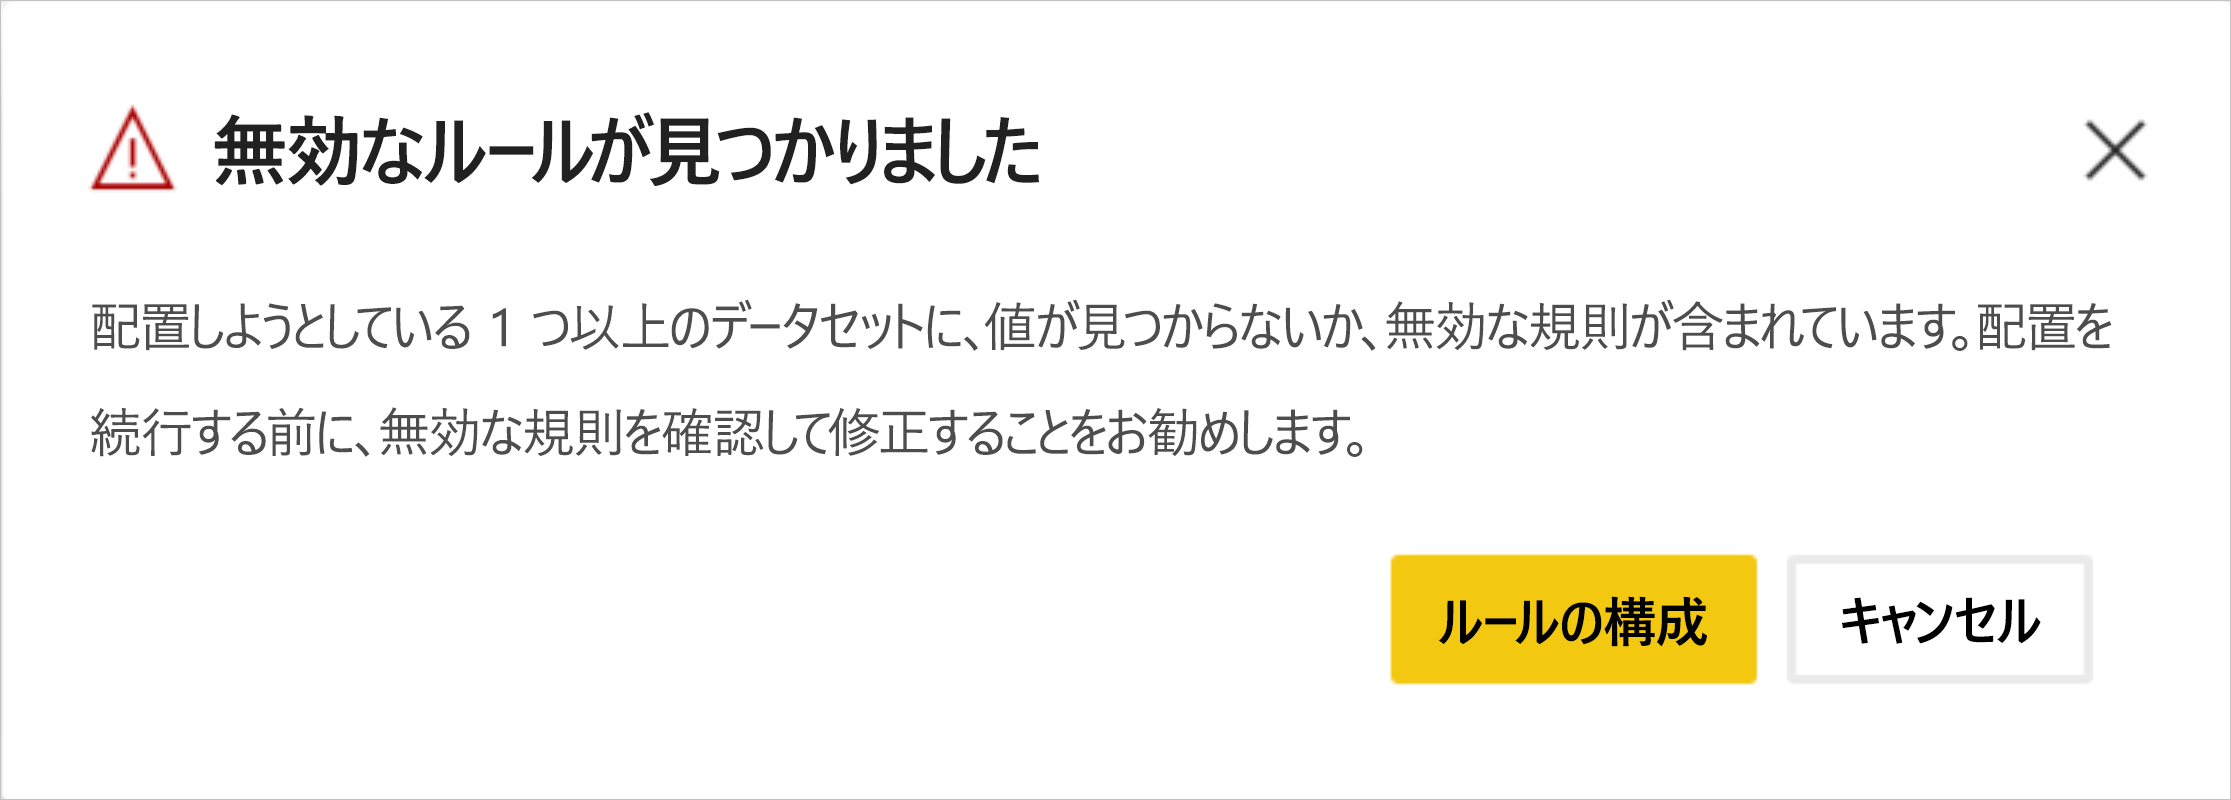 無効なルールが見つかりました
配置しようとしている 1 つ以上のデータセットに、値が見つからないか、無効な規則が含まれています。配置を
続行する前に、無効な規則を確認して修正することをお勧めします。
ルールの構成
キャンセル